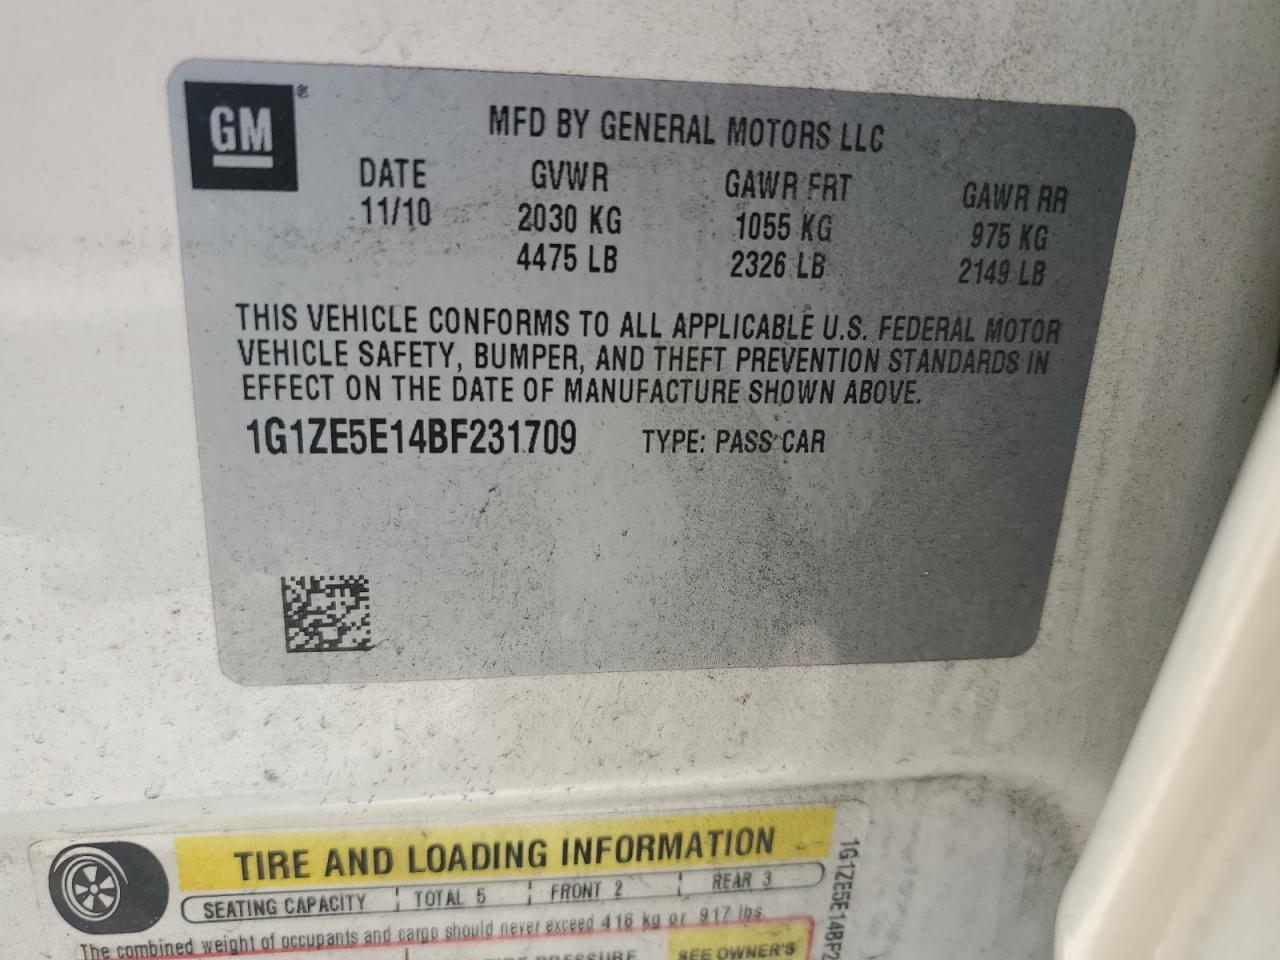 GM®
MFD BY GENERAL MOTORS LLC
DATE GVWR GAWR FRT GAWR RR
11/10 2030 KG 1055 KG 975 KG
4475 LB 2326 LB 2149 LB
THIS VEHICLE CONFORMS TO ALL APPLICABLE U.S. FEDERAL MOTOR
VEHICLE SAFETY, BUMPER, AND THEFT PREVENTION STANDARDS IN
EFFECT ON THE DATE OF MANUFACTURE SHOWN ABOVE.
1G1ZE5E14BF231709 TYPE: PASS CAR
TIRE AND LOADING INFORMATION
SEATING CAPACITY TOTAL 5 FRONT 2 REAR 3
The combined weight of occupants and cargo should never exceed 416 kg or 917 lbs.
PRESSURE SEE OWNER'S
1G1ZE5E14BF2